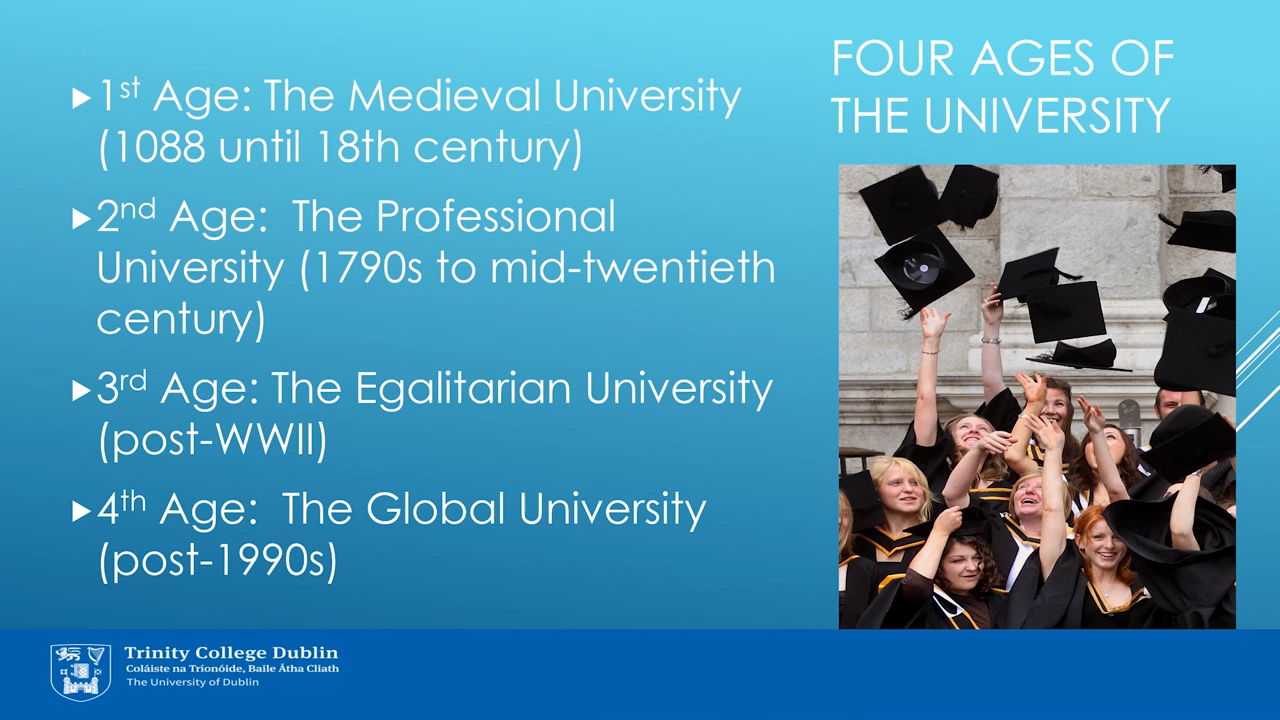 FOUR AGES OF
THE UNIVERSITY
1st Age: The Medieval University
(1088 until 18th century)
2nd Age: The Professional
University (1790s to mid-twentieth
century)
3rd Age: The Egalitarian University
(post-WWII)
4th Age: The Global University
(post-1990s)
Trinity College Dublin
Coláiste na Tríonóide, Baile Átha Cliath
The University of Dublin